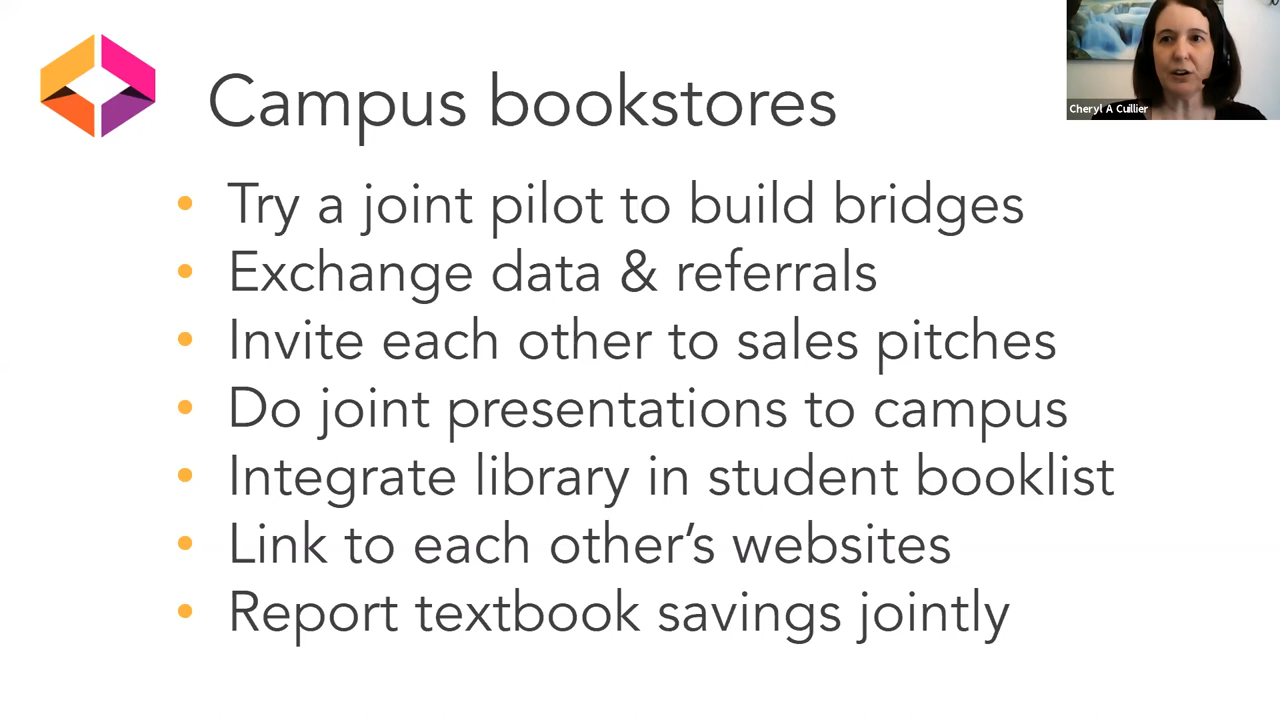 Campus bookstores
Cheryl A Cuillier
• Try a joint pilot to build bridges
• Exchange data & referrals
• Invite each other to sales pitches
• Do joint presentations to campus
• Integrate library in student booklist
• Link to each other’s websites
• Report textbook savings jointly